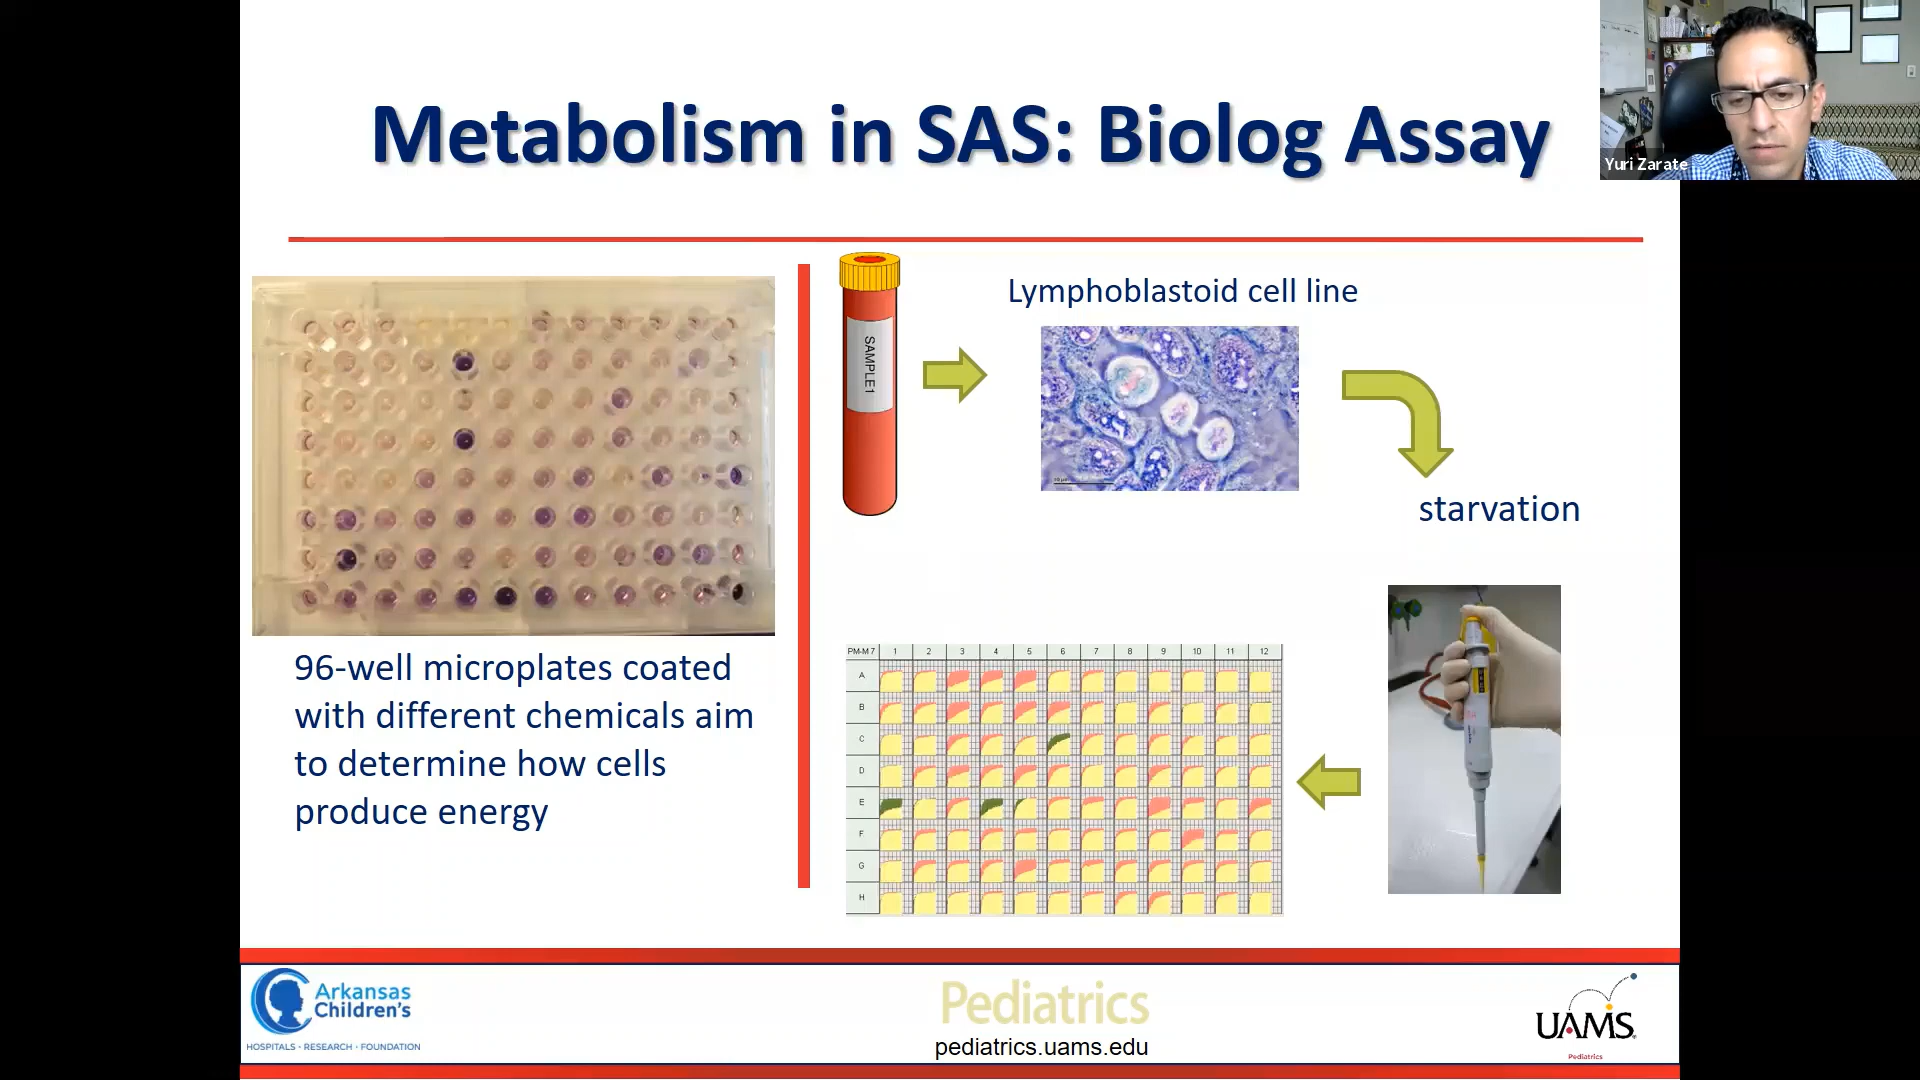 Metabolism in SAS: Biolog Assay
Yuri Zarate
SAMPLE1
Lymphoblastoid cell line
starvation
96-well microplates coated
with different chemicals aim
to determine how cells
produce energy
PM-M 7 1 2 3 4 5 6 7 8 9 10 11 12
A
B
C
D
E
F
G
H
Arkansas
Children's
HOSPITALS • RESEARCH • FOUNDATION
Pediatrics
pediatrics.uams.edu
UAMS
Pediatrics